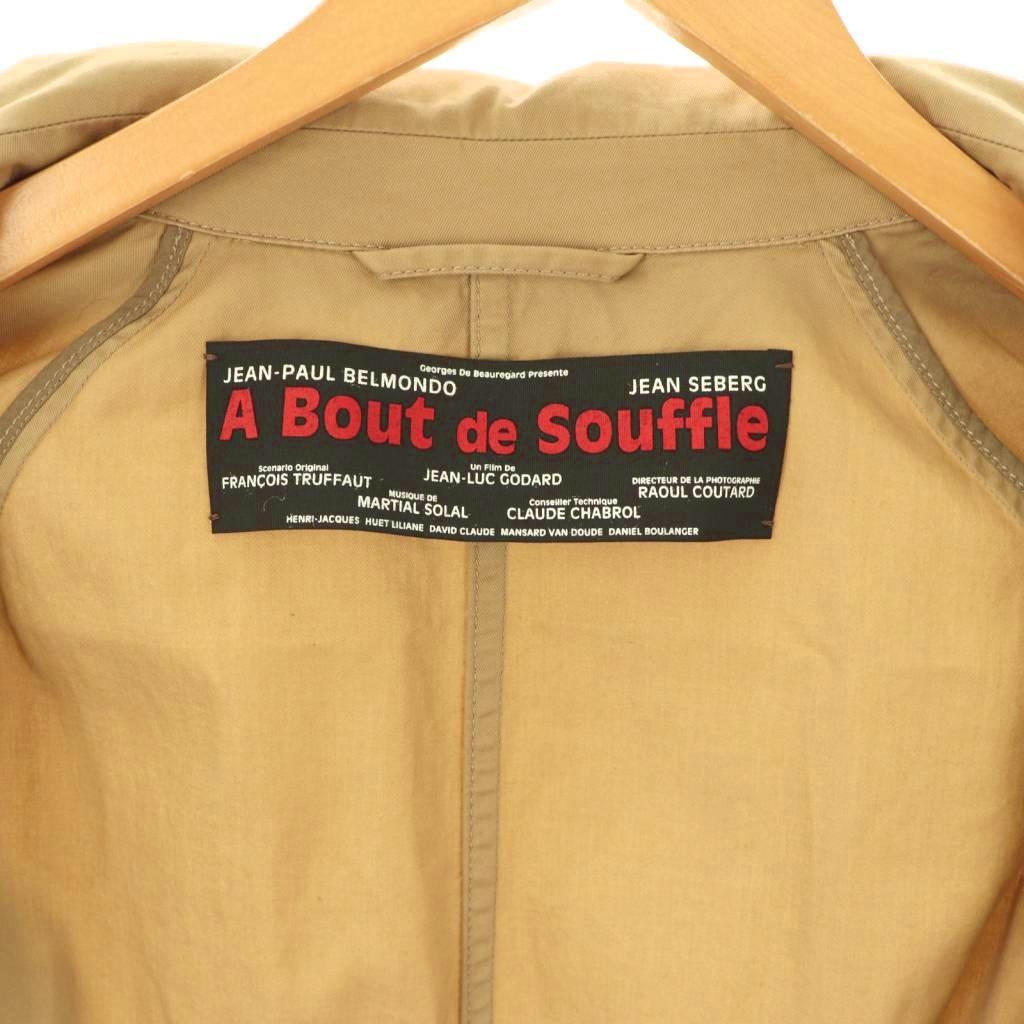 Georges De Beauregard Presente
JEAN-PAUL BELMONDO JEAN SEBERG
A Bout de Souffle
Scenario Original Un Film De DIRECTEUR DE LA PHOTOGRAPHIE
FRANÇOIS TRUFFAUT JEAN-LUC GODARD RAOUL COUTARD
MUSIQUE DE Conseiller Technique
MARTIAL SOLAL CLAUDE CHABROL
HENRI-JACQUES HUET LILIANE DAVID CLAUDE MANSARD VAN DOUDE DANIEL BOULANGER